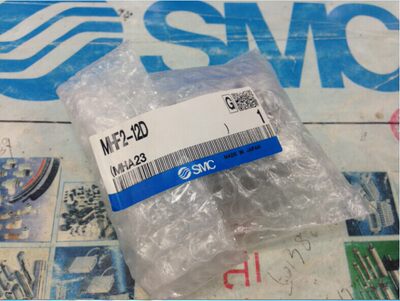 SMC
MHF2-12D
G
(MHA23
)
1
SMC
MADE IN JAPAN